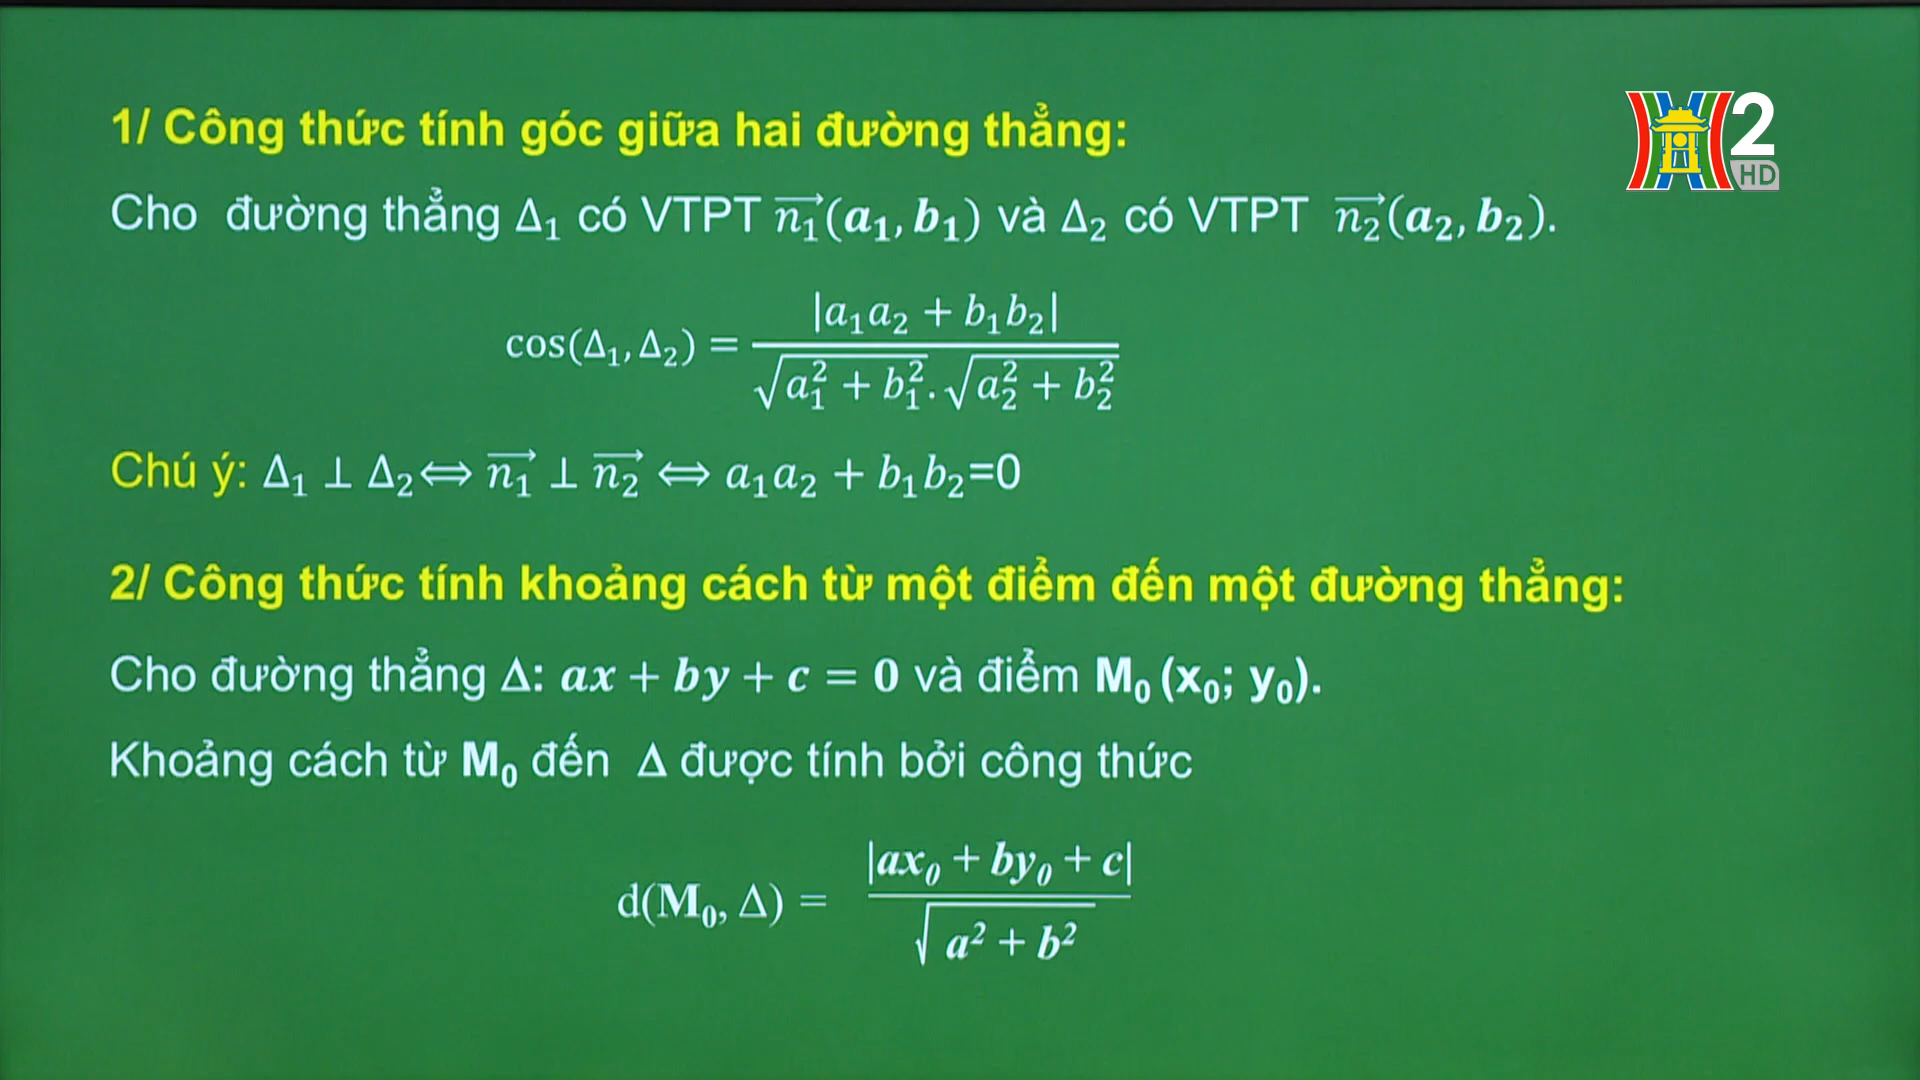 1/ Công thức tính góc giữa hai đường thẳng:
2
HD
Cho đường thẳng Δ₁ có VTPT n₁⃗(a₁, b₁) và Δ₂ có VTPT n₂⃗(a₂, b₂).
cos(Δ₁, Δ₂) = |a₁a₂ + b₁b₂| / √(a₁² + b₁²).√(a₂² + b₂²)
Chú ý: Δ₁ ⊥ Δ₂ ⟺ n₁⃗ ⊥ n₂⃗ ⟺ a₁a₂ + b₁b₂=0
2/ Công thức tính khoảng cách từ một điểm đến một đường thẳng:
Cho đường thẳng Δ: ax + by + c = 0 và điểm M₀ (x₀; y₀).
Khoảng cách từ M₀ đến Δ được tính bởi công thức
d(M₀, Δ) = |ax₀ + by₀ + c| / √(a² + b²)